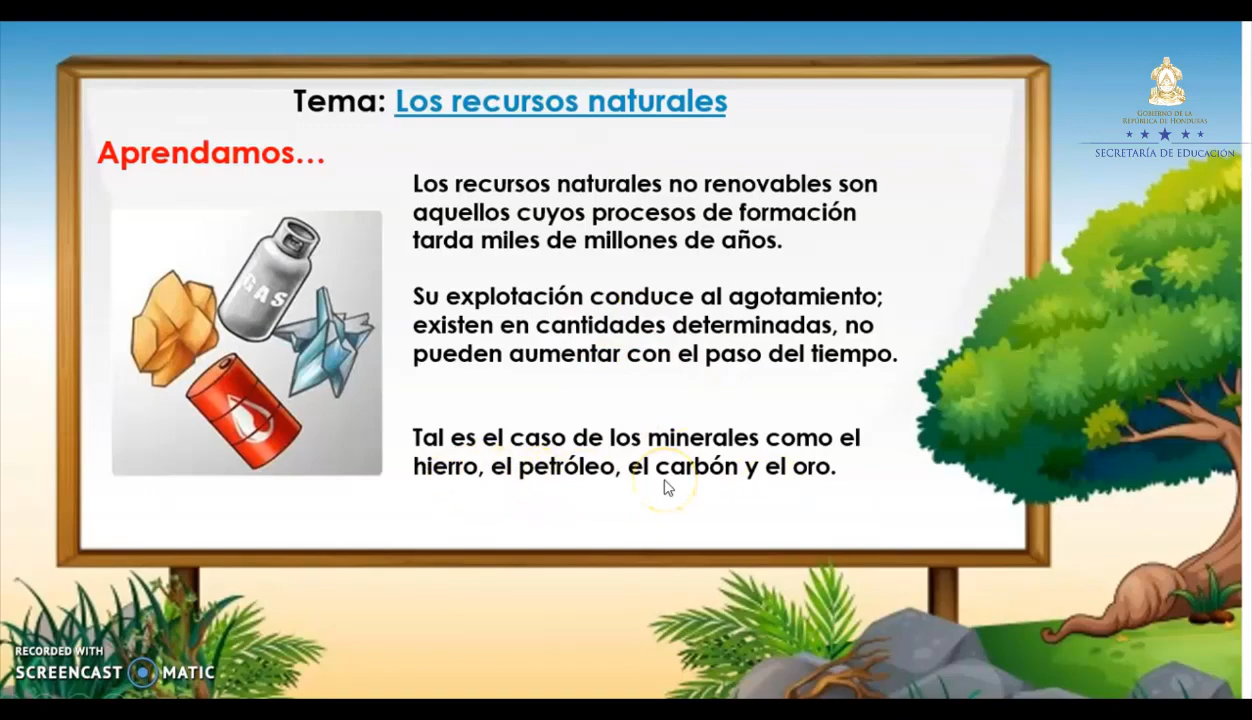 Tema: Los recursos naturales
GOBIERNO DE LA
REPÚBLICA DE HONDURAS
SECRETARÍA DE EDUCACIÓN
Aprendamos...
Los recursos naturales no renovables son
aquellos cuyos procesos de formación
tarda miles de millones de años.
GAS
Su explotación conduce al agotamiento;
existen en cantidades determinadas, no
pueden aumentar con el paso del tiempo.
Tal es el caso de los minerales como el
hierro, el petróleo, el carbón y el oro.
RECORDED WITH
SCREENCAST MATIC